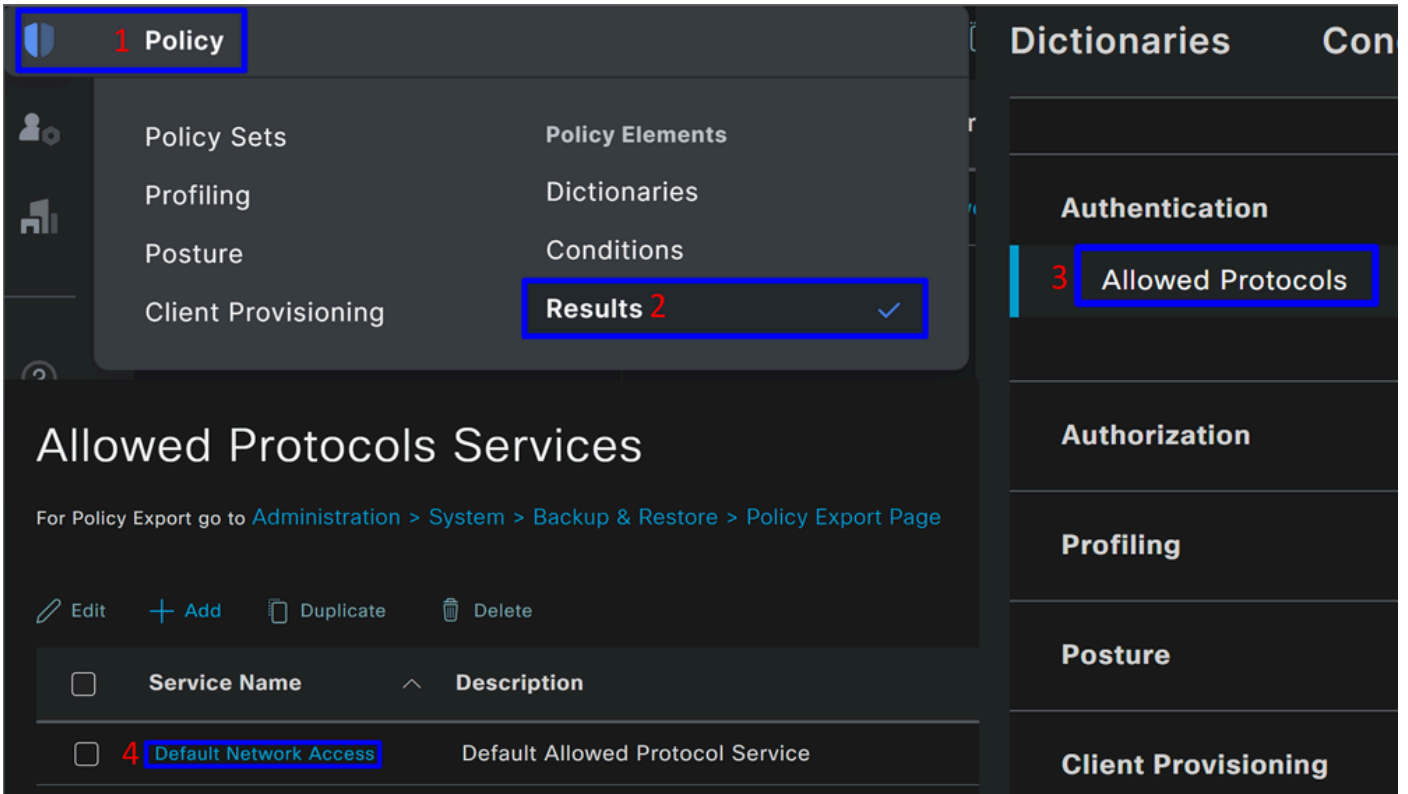 1 Policy
Policy Sets
Profiling
Posture
Client Provisioning
Policy Elements
Dictionaries
Conditions
Results 2
Dictionaries
Authentication
3 Allowed Protocols
Authorization
Profiling
Posture
Client Provisioning
Allowed Protocols Services
For Policy Export go to Administration > System > Backup & Restore > Policy Export Page
Edit Add Duplicate Delete
Service Name Description
4 Default Network Access Default Allowed Protocol Service